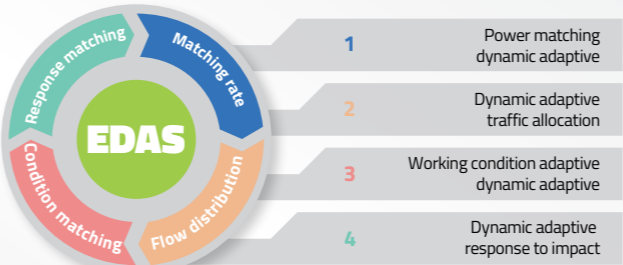 Response matching
Matching rate
EDAS
Condition matching
Flow distribution
1
Power matching
dynamic adaptive
2
Dynamic adaptive
traffic allocation
3
Working condition adaptive
dynamic adaptive
4
Dynamic adaptive
response to impact